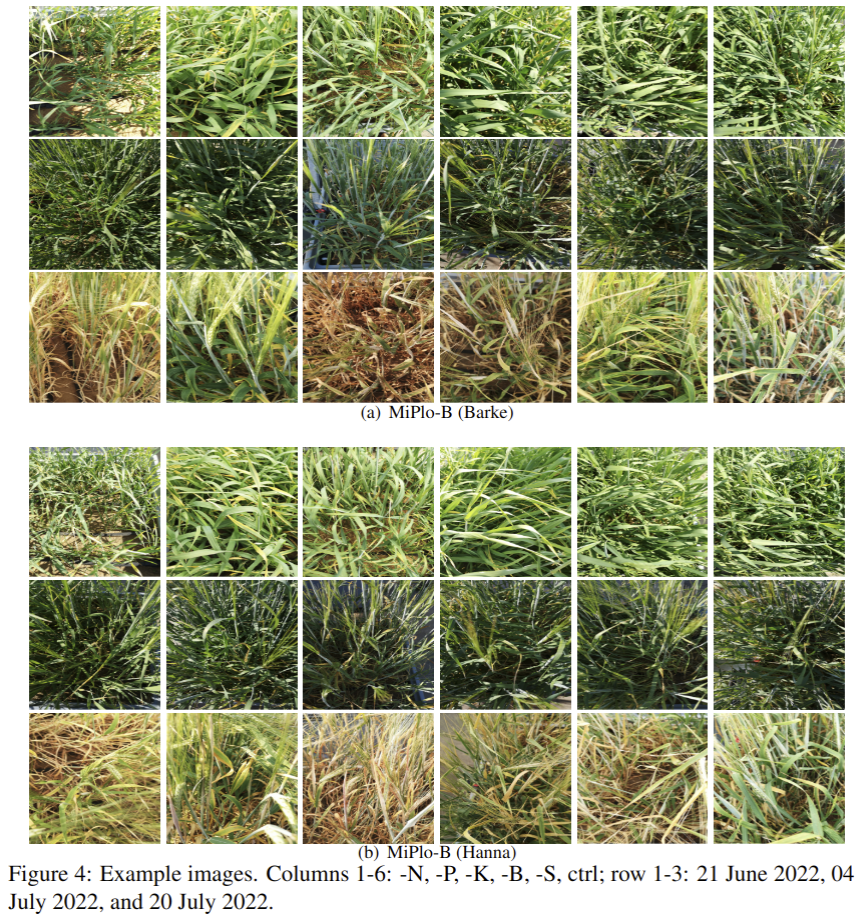 (a) MiPlo-B (Barke)
(b) MiPlo-B (Hanna)
Figure 4: Example images. Columns 1-6: -N, -P, -K, -B, -S, ctrl; row 1-3: 21 June 2022, 04
July 2022, and 20 July 2022.